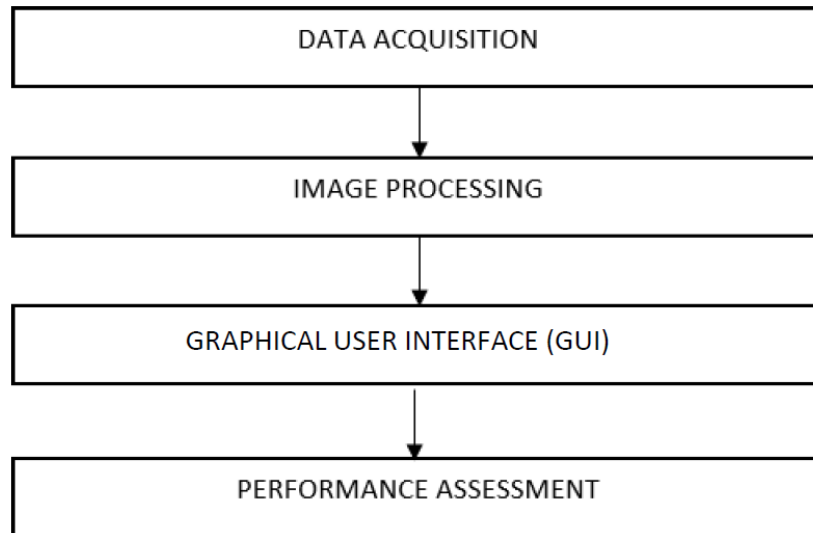 DATA ACQUISITION
IMAGE PROCESSING
GRAPHICAL USER INTERFACE (GUI)
PERFORMANCE ASSESSMENT